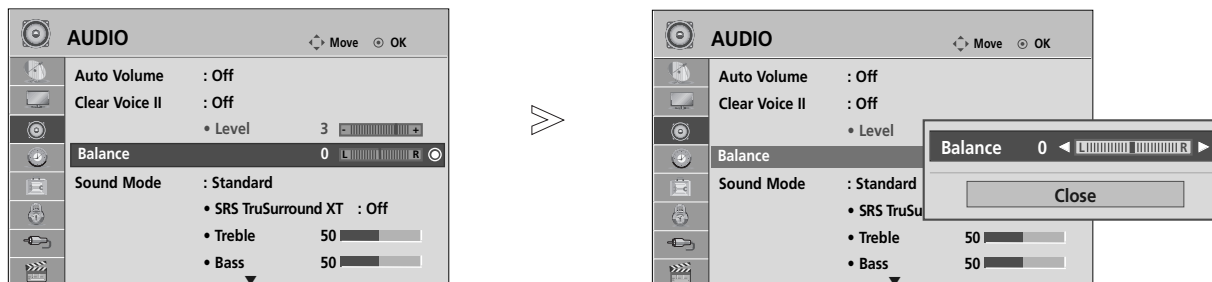 AUDIO
Move OK
Auto Volume : Off
Clear Voice II : Off
• Level 3 - +
Balance 0 L R
Sound Mode : Standard
• SRS TruSurround XT : Off
• Treble 50
• Bass 50
AUDIO
Move OK
Auto Volume : Off
Clear Voice II : Off
• Level
Balance
Balance 0 L R
Close
Sound Mode : Standard
• SRS TruSu
• Treble 50
• Bass 50